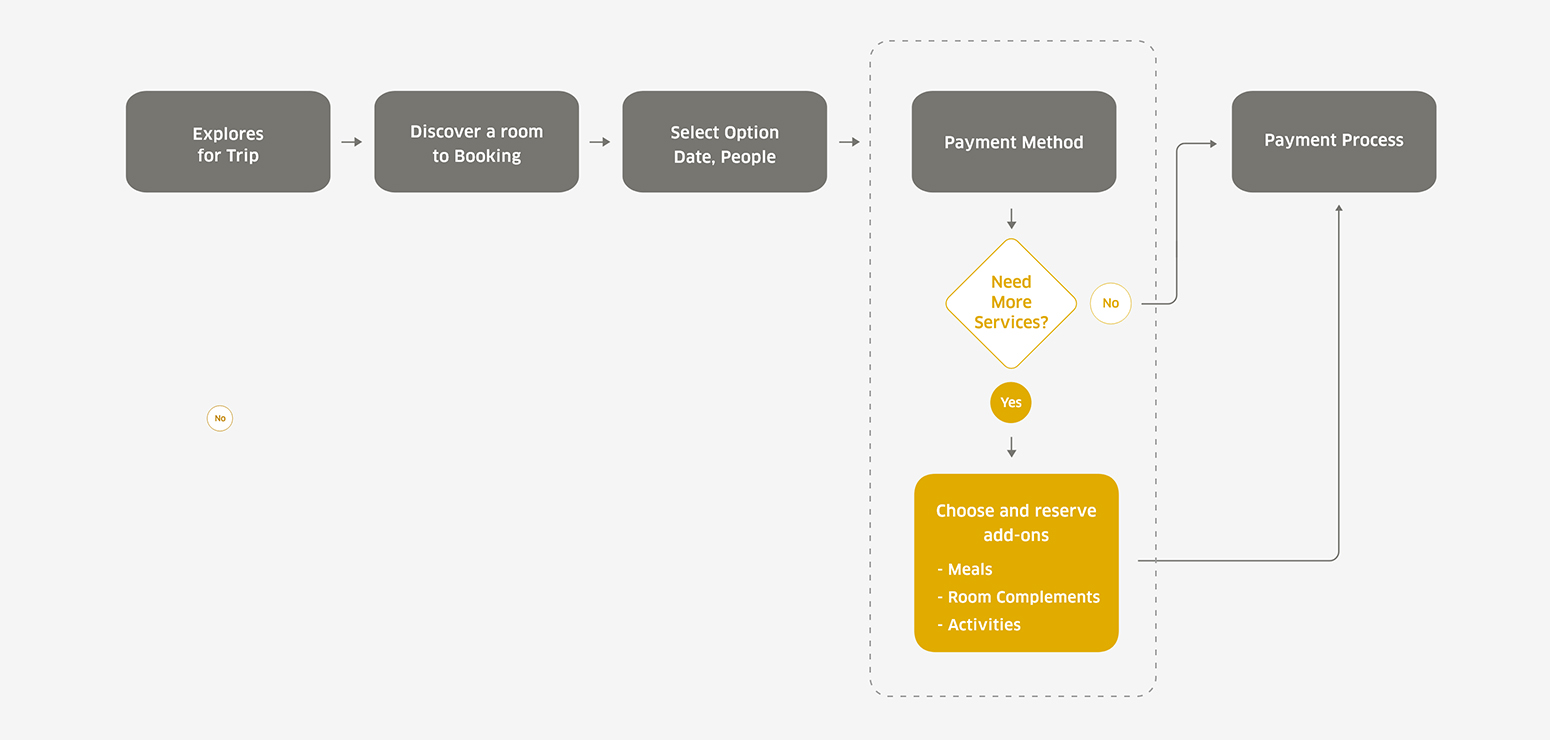 Explores
for Trip
Discover a room
to Booking
Select Option
Date, People
Payment Method
Payment Process
Need
More
Services?
No
Yes
No
Choose and reserve
add-ons
- Meals
- Room Complements
- Activities